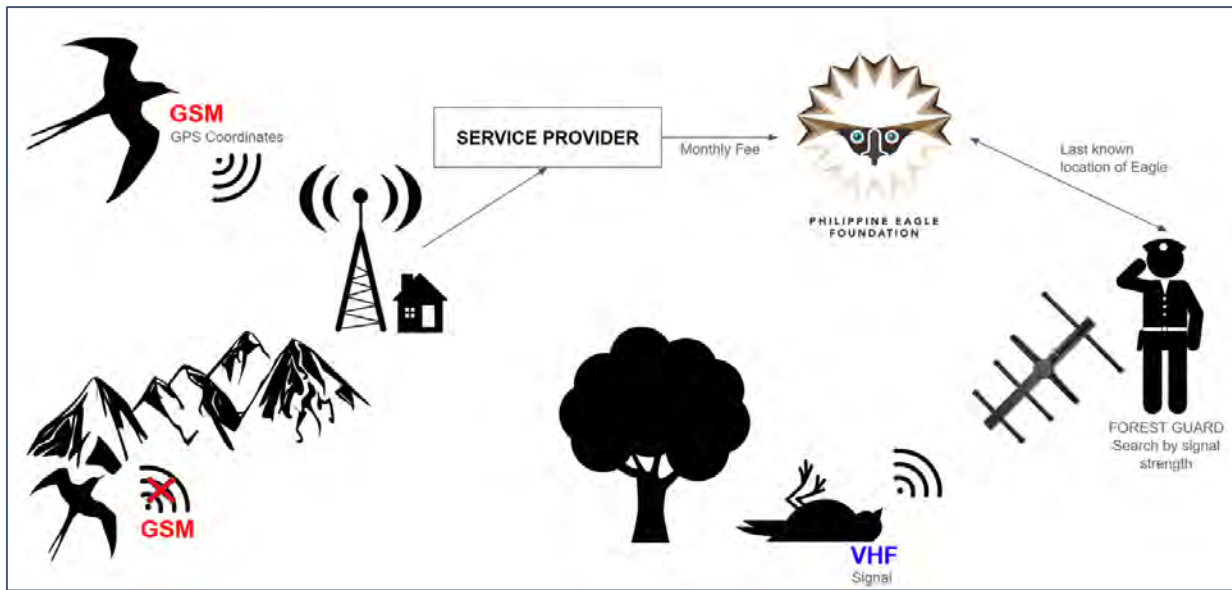 GSM
GPS Coordinates
SERVICE PROVIDER
Monthly Fee
PHILIPPINE EAGLE
FOUNDATION
Last known
location of Eagle
FOREST GUARD
Search by signal
strength
GSM
VHF
Signal